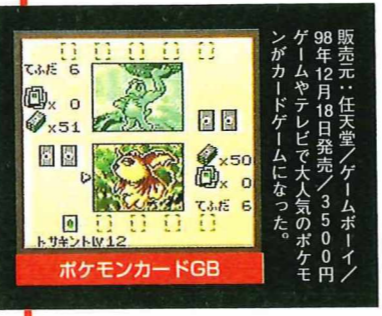 販売元：任天堂／ゲームボーイ／
98年12月18日発売／3500円
ゲームやテレビで大人気のポケモ
ンがカードゲームになった。
てふだ 6
x 0
x51
x50
x 0
てふだ 6
トサキントLV12
ポケモンカードGB